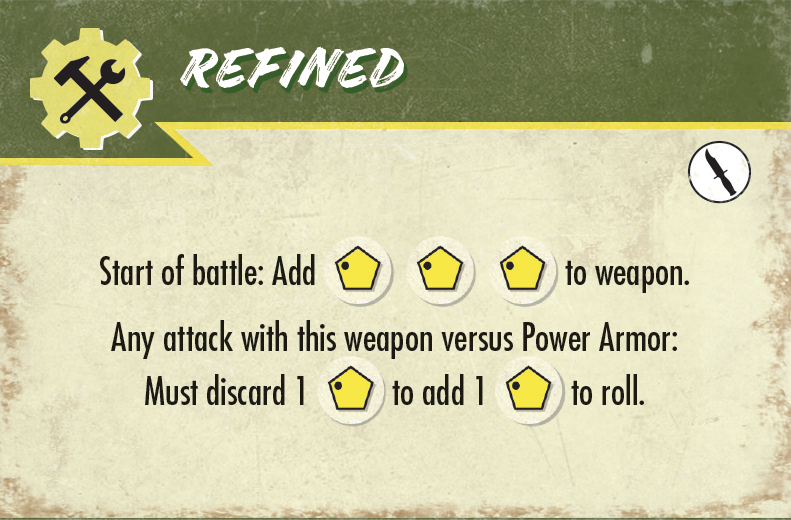 REFINED
Start of battle: Add to weapon.
Any attack with this weapon versus Power Armor:
Must discard 1 to add 1 to roll.